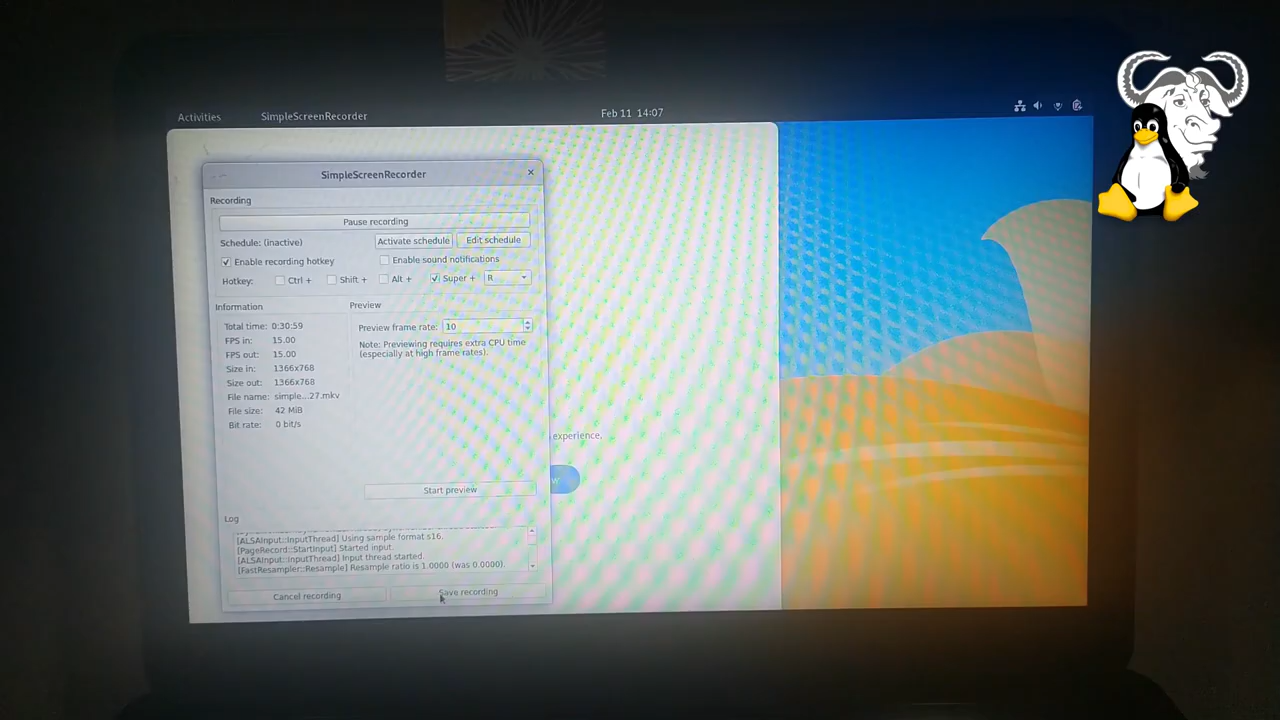 Activities SimpleScreenRecorder Feb 11 14:07
SimpleScreenRecorder
Recording
Pause recording
Schedule: (inactive) Activate schedule Edit schedule
Enable recording hotkey Enable sound notifications
Hotkey: Ctrl + Shift + Alt + Super + R
Information
Total time: 0:30:59
FPS in: 15.00
FPS out: 15.00
Size in: 1366x768
Size out: 1366x768
File name: simple...27.mkv
File size: 42 MiB
Bit rate: 0 bit/s
Preview
Preview frame rate: 10
Note: Previewing requires extra CPU time
(especially at high frame rates).
Start preview
experience.
w
Log
[ALSAInput::InputThread] Using sample format s16.
[PageRecord::StartInput] Started input.
[ALSAInput::InputThread] Input thread started.
[FastResampler::Resample] Resample ratio is 1.0000 (was 0.0000).
Cancel recording Save recording